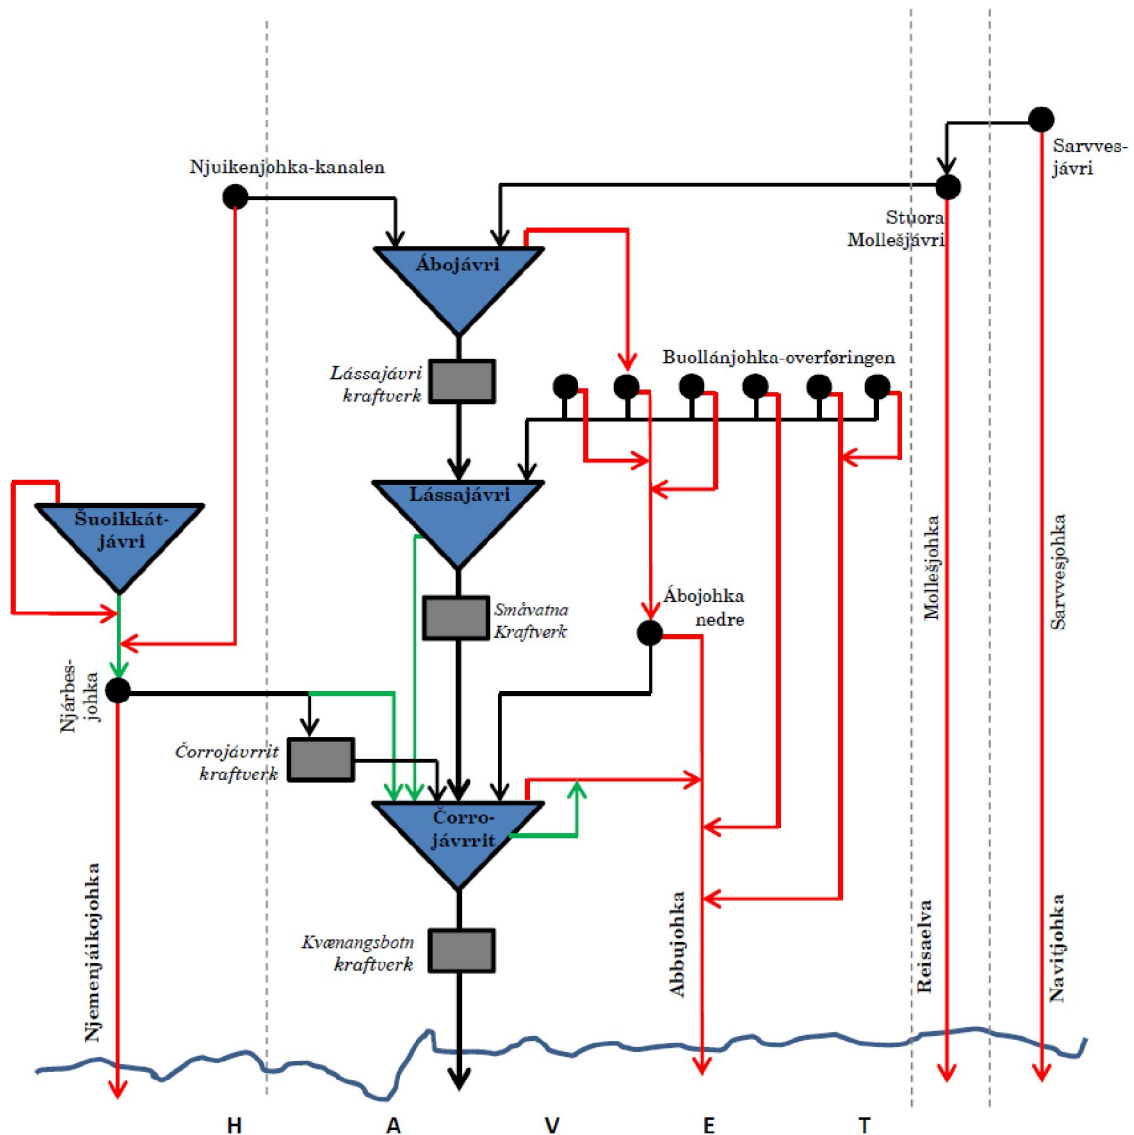 Sarvves-
jávri
Njuikenjohka-kanalen
Stuora
Mollešjávri
Ábojávri
Lássajávri
kraftverk
Buollánjohka-overføringen
Lássajávri
Šuoikkát-
jávri
Småvatna
Kraftverk
Ábojohka
nedre
Mollešjohka
Sarvvesjohka
Njárbes-
johka
Čorrojávrrit
kraftverk
Čorro-
jávrrit
Kvænangsbotn
kraftverk
Njemenjáikojohka
Abbujohka
Reisaelva
Navitjohka
H A V E T